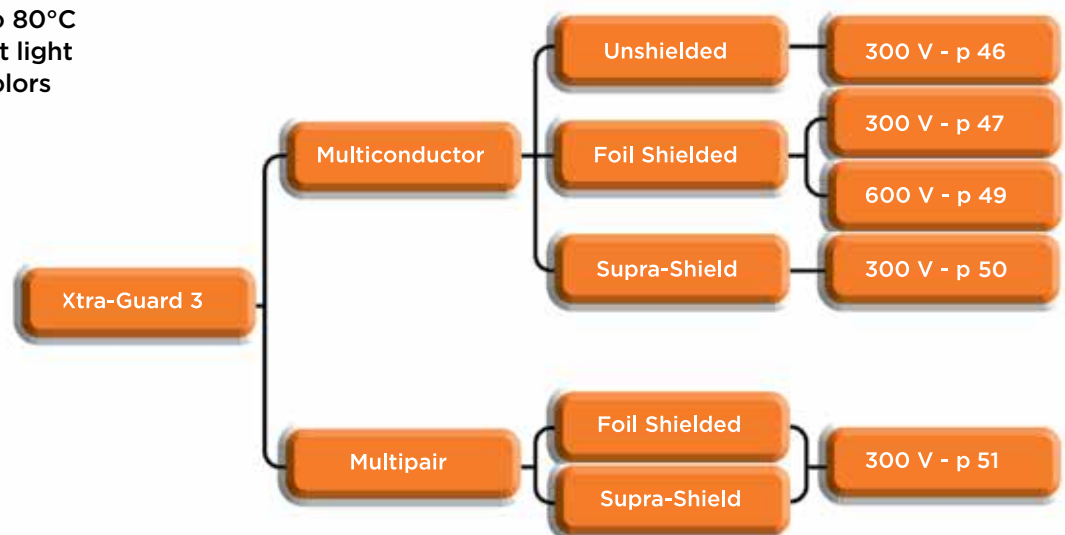 80°C
light
Unshielded
300 V - p 46
300 V - p 47
Multiconductor
Foil Shielded
600 V - p 49
Supra-Shield
300 V - p 50
Xtra-Guard 3
Foil Shielded
Multipair
300 V - p 51
Supra-Shield